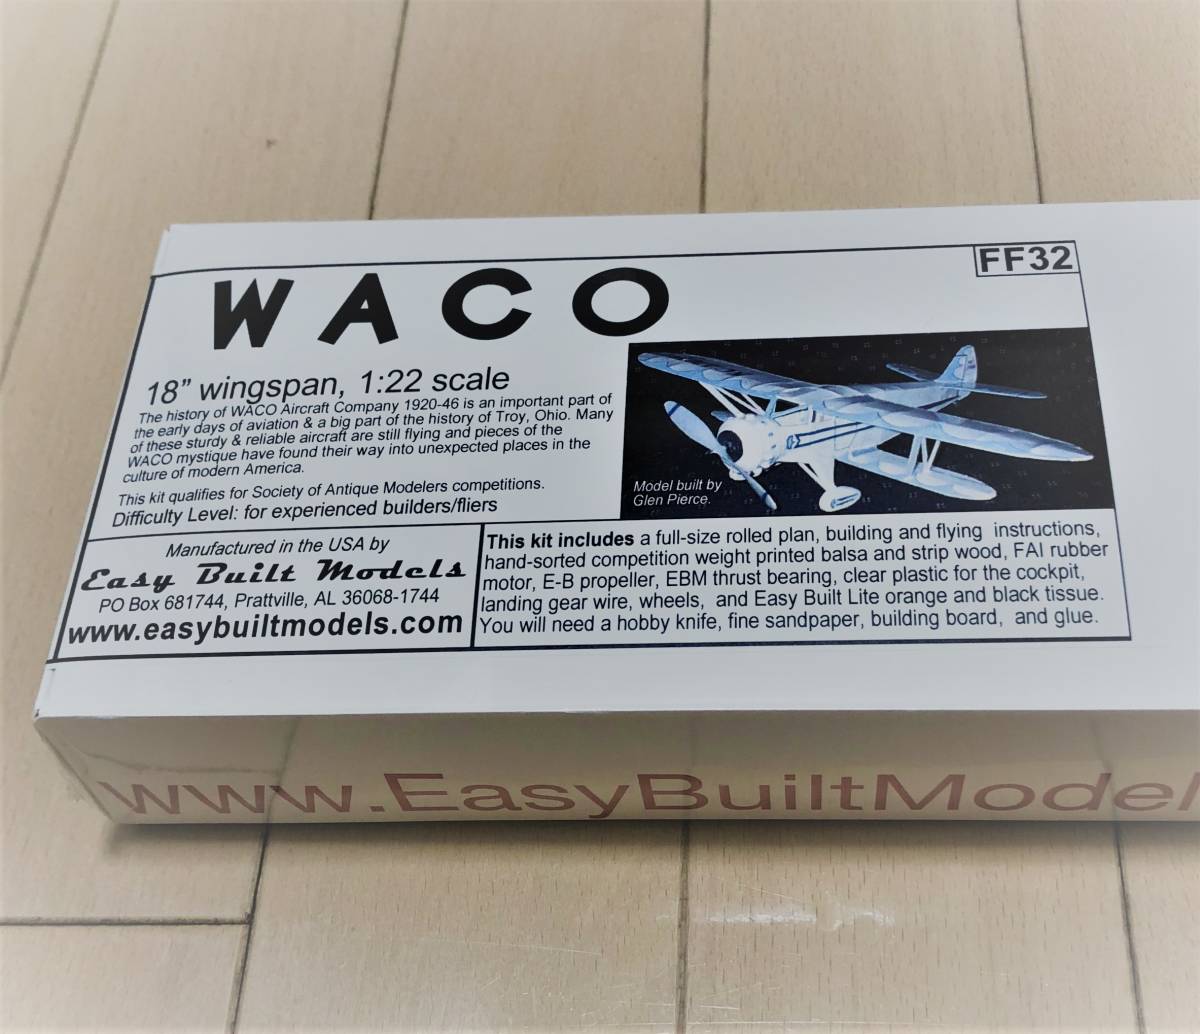 FF32
WACO
18” wingspan, 1:22 scale
The history of WACO Aircraft Company 1920-46 is an important part of
the early days of aviation & a big part of the history of Troy, Ohio. Many
of these sturdy & reliable aircraft are still flying and pieces of the
WACO mystique have found their way into unexpected places in the
culture of modern America.
This kit qualifies for Society of Antique Modelers competitions.
Difficulty Level: for experienced builders/fliers
Model built by
Glen Pierce.
Manufactured in the USA by
Easy Built Models
PO Box 681744, Prattville, AL 36068-1744
www.easybuiltmodels.com
This kit includes a full-size rolled plan, building and flying instructions,
hand-sorted competition weight printed balsa and strip wood, FAI rubber
motor, E-B propeller, EBM thrust bearing, clear plastic for the cockpit,
landing gear wire, wheels, and Easy Built Lite orange and black tissue.
You will need a hobby knife, fine sandpaper, building board, and glue.
www.EasyBuiltModel